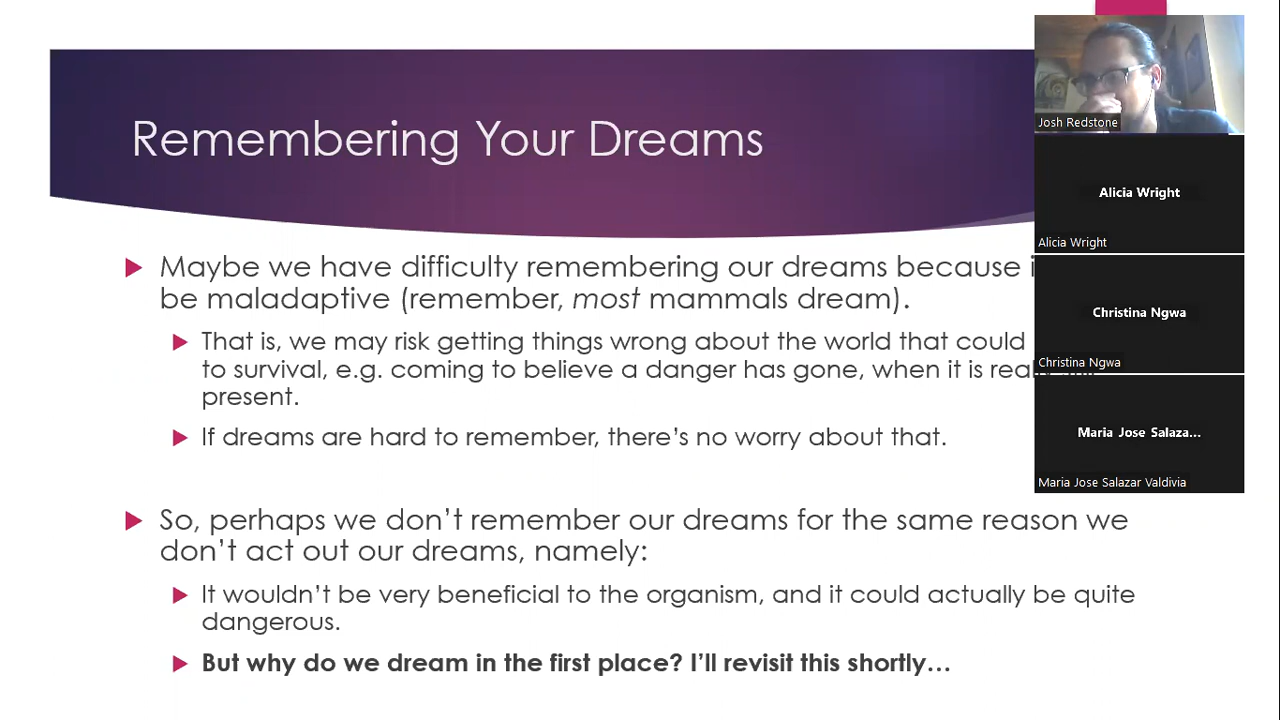 Remembering Your Dreams
Maybe we have difficulty remembering our dreams because
be maladaptive (remember, most mammals dream).
That is, we may risk getting things wrong about the world that could
to survival, e.g. coming to believe a danger has gone, when it is
present.
If dreams are hard to remember, there's no worry about that.
So, perhaps we don't remember our dreams for the same reason we
don't act out our dreams, namely:
It wouldn't be very beneficial to the organism, and it could actually be quite
dangerous.
But why do we dream in the first place? I'll revisit this shortly...
Josh Redstone
Alicia Wright
Alicia Wright
Christina Ngwa
Christina Ngwa
Maria Jose Salaza...
Maria Jose Salazar Valdivia